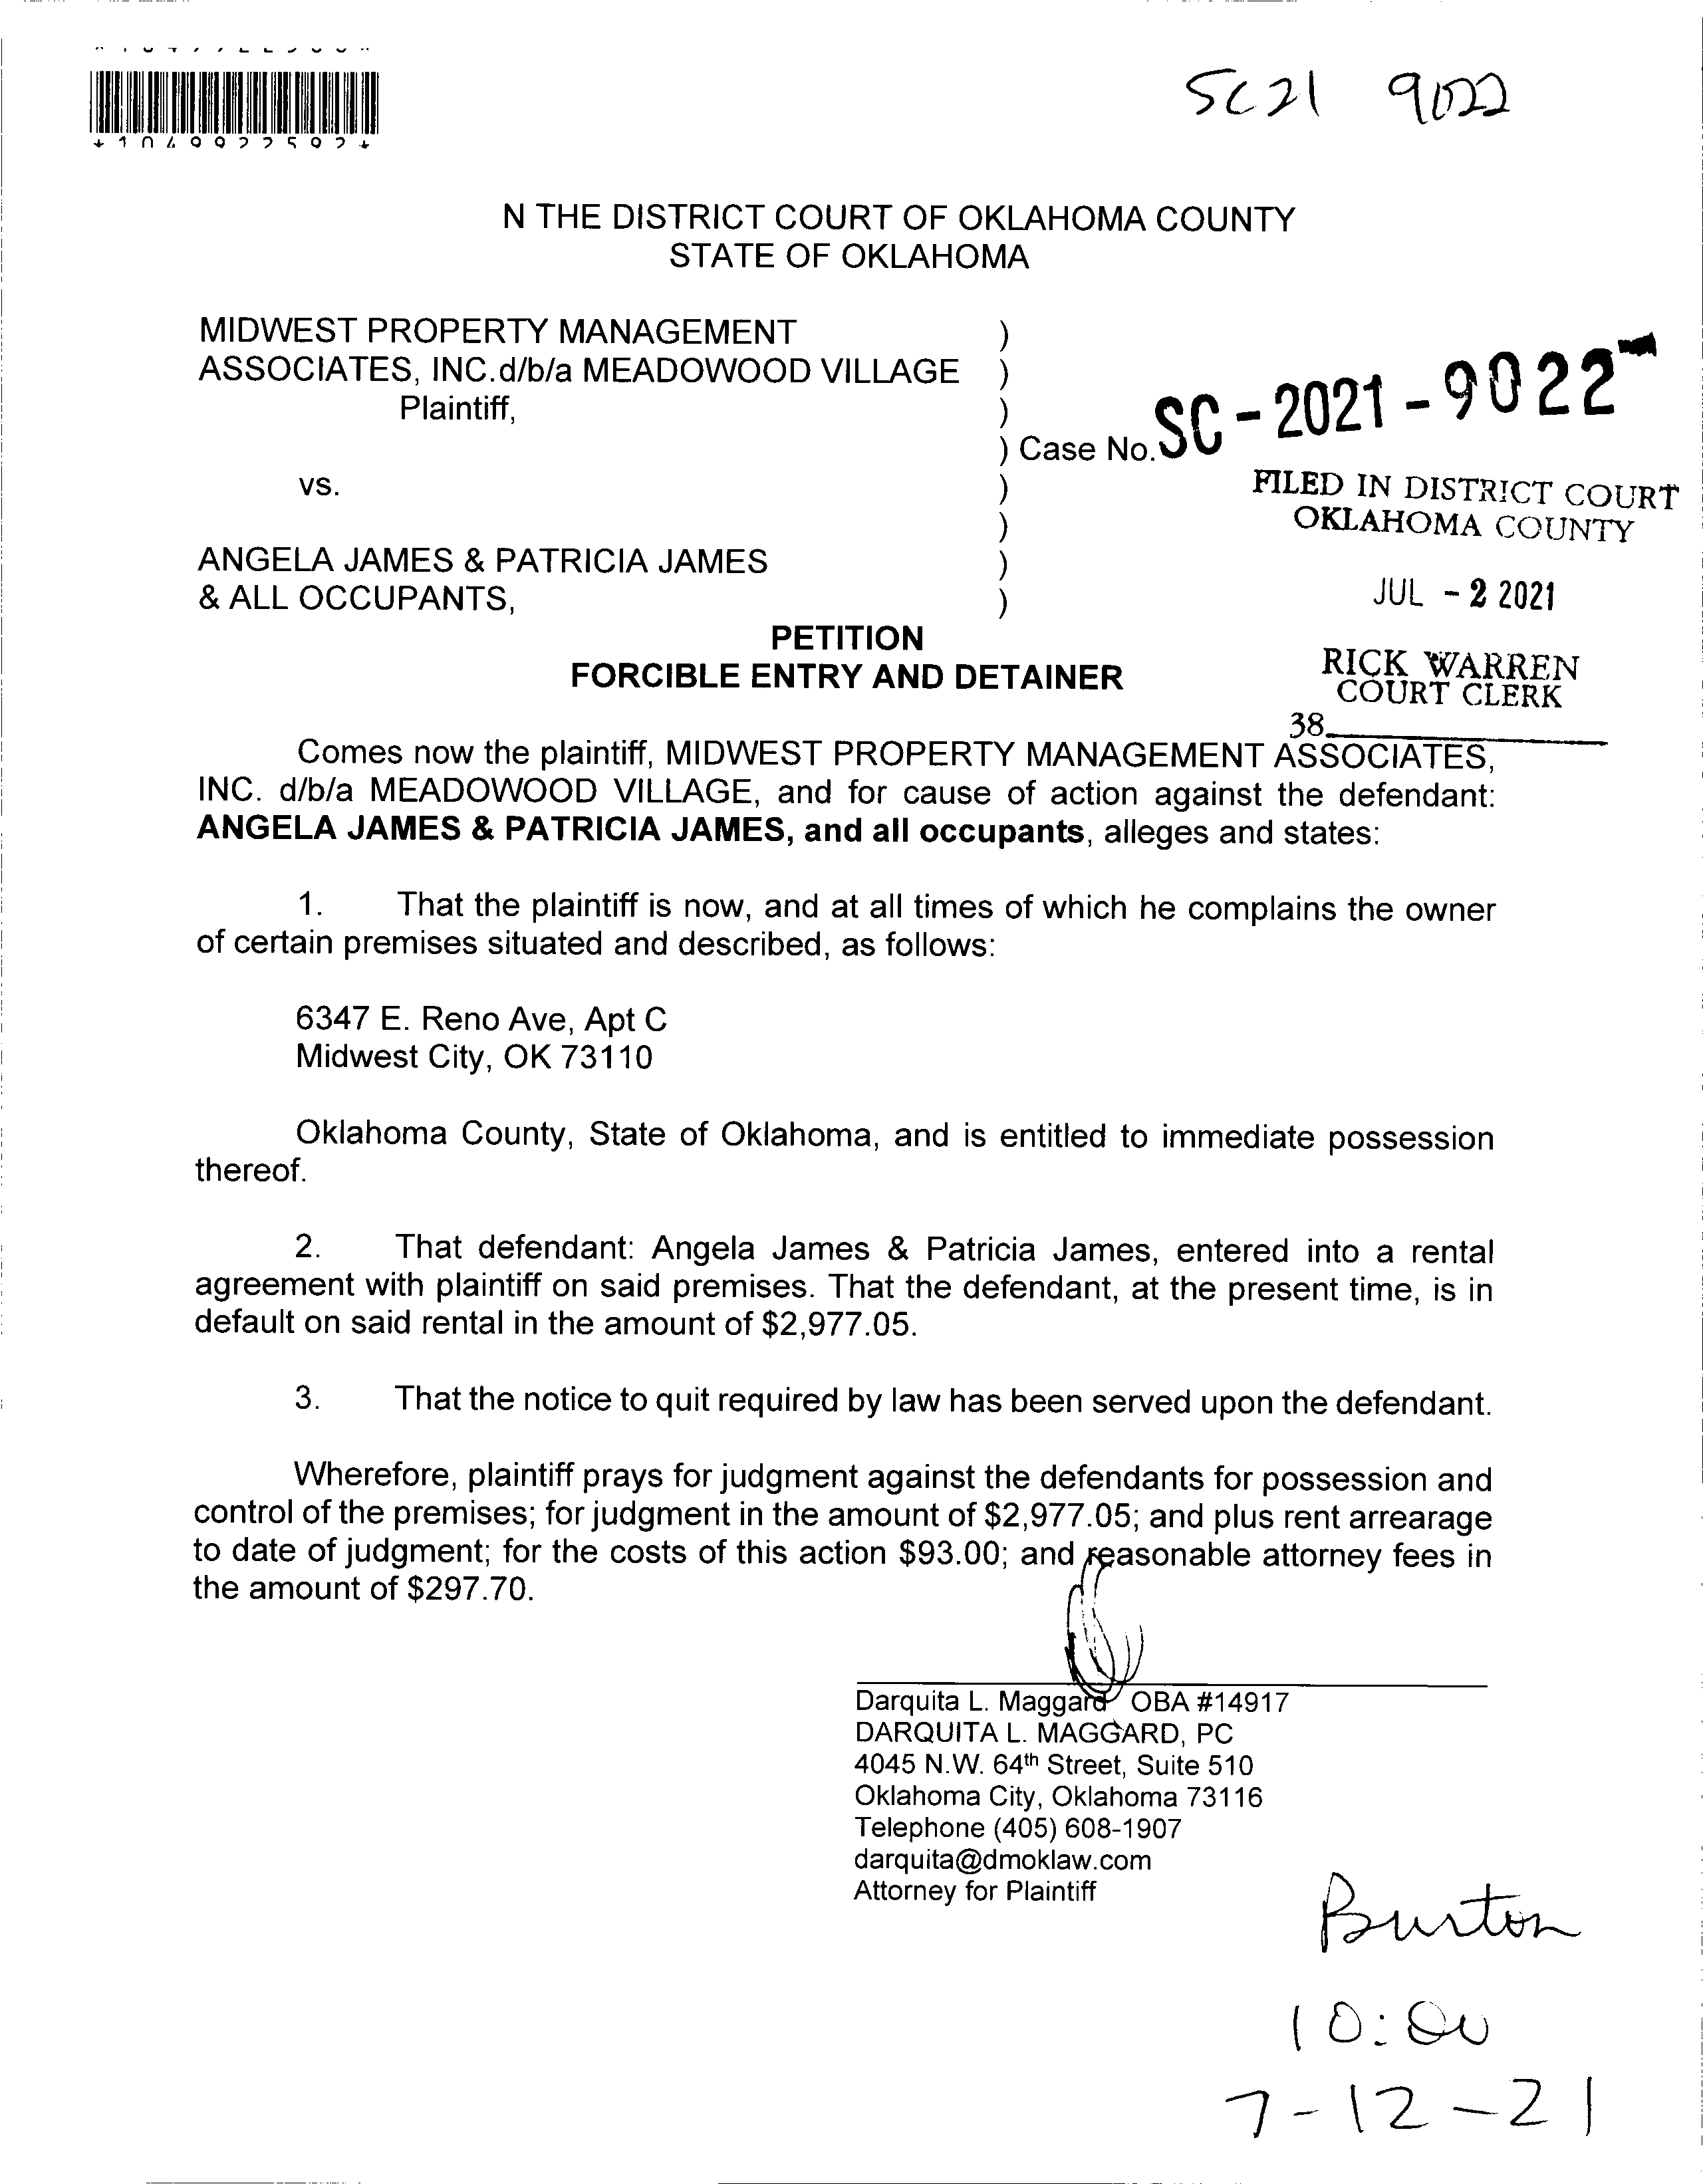 SC21 9022
N THE DISTRICT COURT OF OKLAHOMA COUNTY
STATE OF OKLAHOMA
MIDWEST PROPERTY MANAGEMENT )
ASSOCIATES, INC.d/b/a MEADOWOOD VILLAGE )
Plaintiff, )
) Case No. SC-2021-9022
vs. )
FILED IN DISTRICT COURT
OKLAHOMA COUNTY
)
ANGELA JAMES & PATRICIA JAMES )
& ALL OCCUPANTS, )
JUL - 2 2021
PETITION
FORCIBLE ENTRY AND DETAINER
RICK WARREN
COURT CLERK
38
Comes now the plaintiff, MIDWEST PROPERTY MANAGEMENT ASSOCIATES,
INC. d/b/a MEADOWOOD VILLAGE, and for cause of action against the defendant:
ANGELA JAMES & PATRICIA JAMES, and all occupants, alleges and states:
1. That the plaintiff is now, and at all times of which he complains the owner
of certain premises situated and described, as follows:
6347 E. Reno Ave, Apt C
Midwest City, OK 73110
Oklahoma County, State of Oklahoma, and is entitled to immediate possession
thereof.
2. That defendant: Angela James & Patricia James, entered into a rental
agreement with plaintiff on said premises. That the defendant, at the present time, is in
default on said rental in the amount of $2,977.05.
3. That the notice to quit required by law has been served upon the defendant.
Wherefore, plaintiff prays for judgment against the defendants for possession and
control of the premises; for judgment in the amount of $2,977.05; and plus rent arrearage
to date of judgment; for the costs of this action $93.00; and reasonable attorney fees in
the amount of $297.70.
Darquita L. Maggard OBA #14917
DARQUITA L. MAGGARD, PC
4045 N.W. 64th Street, Suite 510
Oklahoma City, Oklahoma 73116
Telephone (405) 608-1907
darquita@dmoklaw.com
Attorney for Plaintiff
Burton
10:00
7-12-21